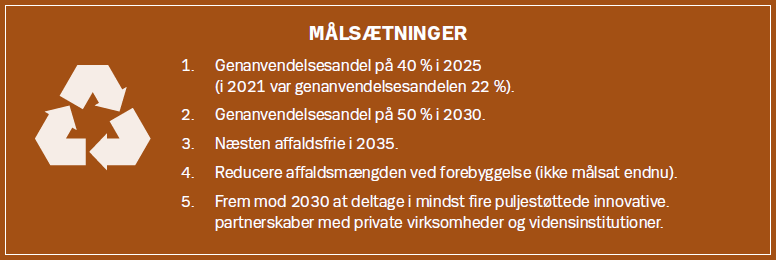 MÅLSÆTNINGER
1. Genanvendelsesandel på 40 % i 2025
(i 2021 var genanvendelsesandelen 22 %).
2. Genanvendelsesandel på 50 % i 2030.
3. Næsten affaldsfrie i 2035.
4. Reducere affaldsmængden ved forebyggelse (ikke målsat endnu).
5. Frem mod 2030 at deltage i mindst fire puljestøttede innovative.
partnerskaber med private virksomheder og vidensinstitutioner.